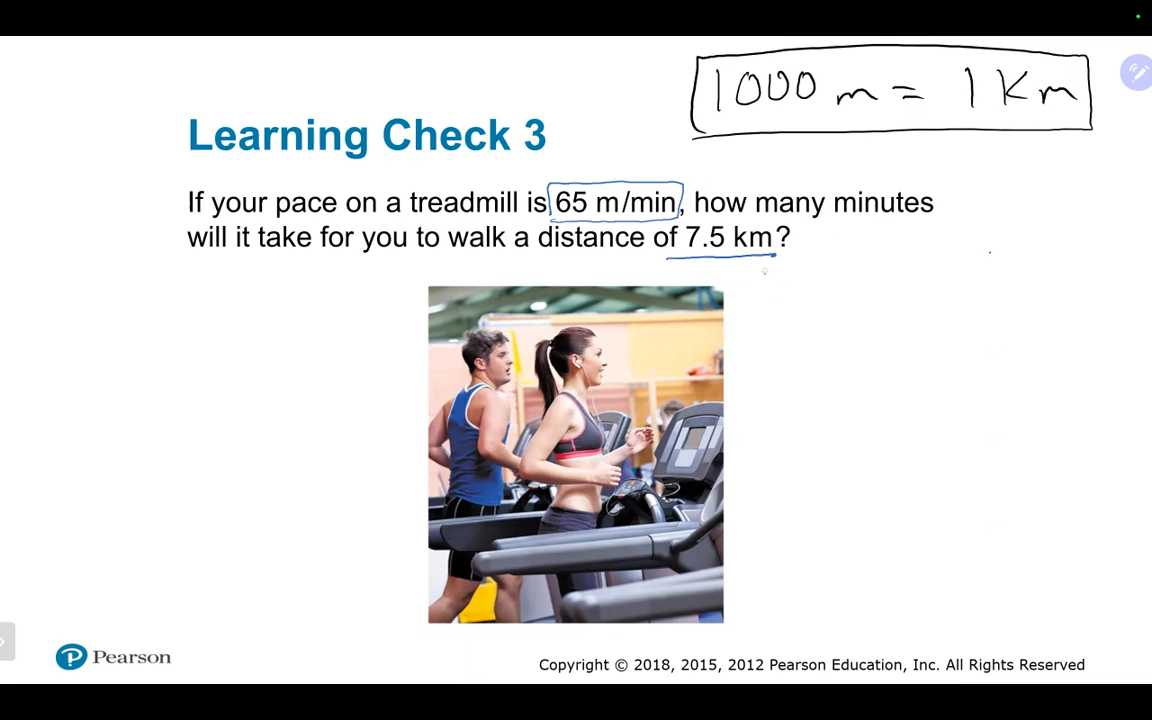 1000 m = 1 Km
Learning Check 3
If your pace on a treadmill is 65 m/min, how many minutes
will it take for you to walk a distance of 7.5 km?
P Pearson
Copyright © 2018, 2015, 2012 Pearson Education, Inc. All Rights Reserved